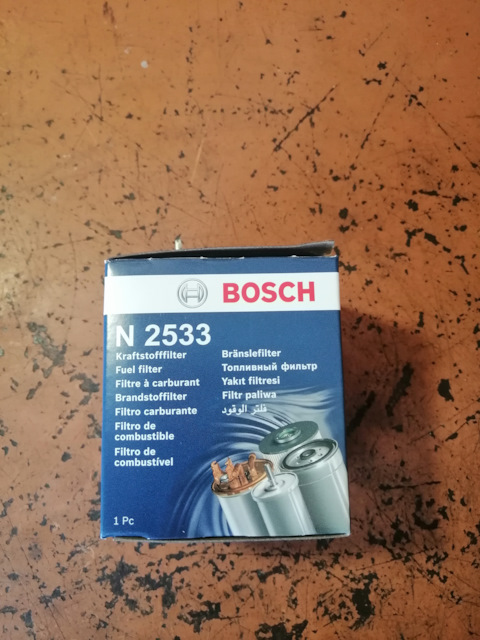 BOSCH
N 2533
Kraftstofffilter
Fuel filter
Filtre à carburant
Brandstoffilter
Filtro carburante
Filtro de
combustible
Filtro de
combustível
Bränslefilter
Топливный фильтр
Yakıt filtresi
Filtr paliwa
فلتر الوقود
1 Pc